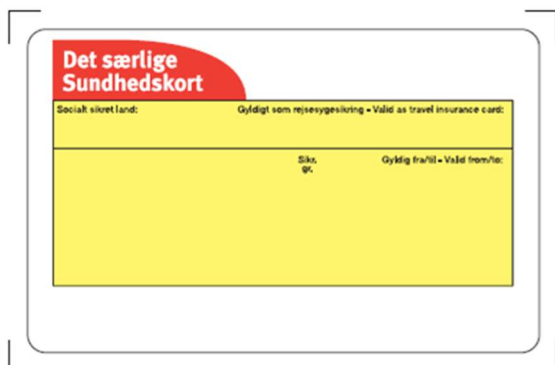 Det særlige
Sundhedskort
Socialt sikret land: Gyldigt som rejsesygesikring - Valid as travel insurance card:
Sikr. Gyldig fra/til - Valid from/to:
gr.